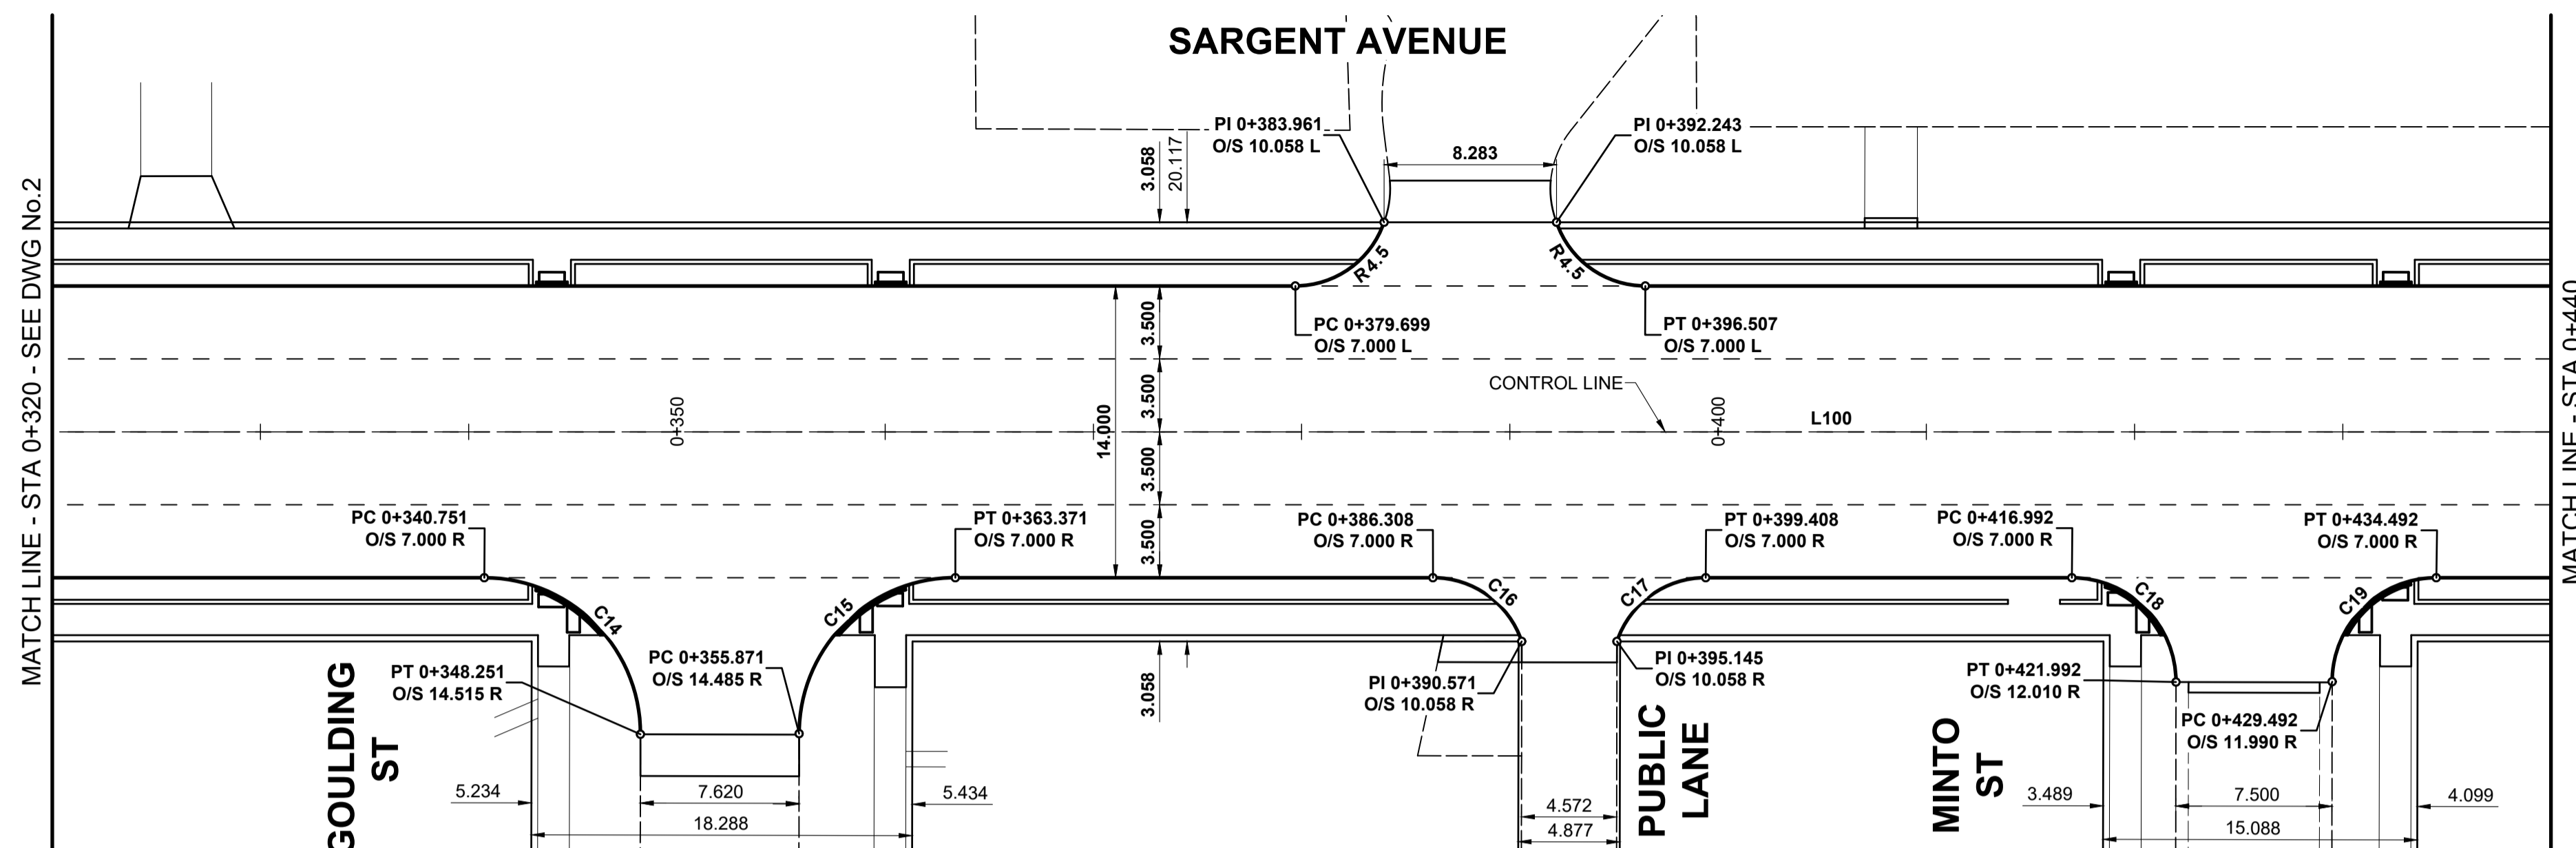 SARGENT AVENUE
MATCH LINE - STA 0+320 - SEE DWG No.2
3.058
20.117
PI 0+383.961
O/S 10.058 L
8.283
PI 0+392.243
O/S 10.058 L
R4.5
R4.5
PC 0+379.699
O/S 7.000 L
PT 0+396.507
O/S 7.000 L
3.500
3.500
14.000
3.500
3.500
0+350
CONTROL LINE
0+400
L100
MATCH LINE - STA 0+440
PC 0+340.751
O/S 7.000 R
PT 0+363.371
O/S 7.000 R
PC 0+386.308
O/S 7.000 R
PT 0+399.408
O/S 7.000 R
PC 0+416.992
O/S 7.000 R
PT 0+434.492
O/S 7.000 R
C14
C15
C16
C17
C18
C19
GOULDING
ST
PT 0+348.251
O/S 14.515 R
PC 0+355.871
O/S 14.485 R
3.058
PI 0+390.571
O/S 10.058 R
PI 0+395.145
O/S 10.058 R
PUBLIC
LANE
MINTO
ST
PT 0+421.992
O/S 12.010 R
PC 0+429.492
O/S 11.990 R
5.234
7.620
5.434
18.288
4.572
4.877
3.489
7.500
4.099
15.088